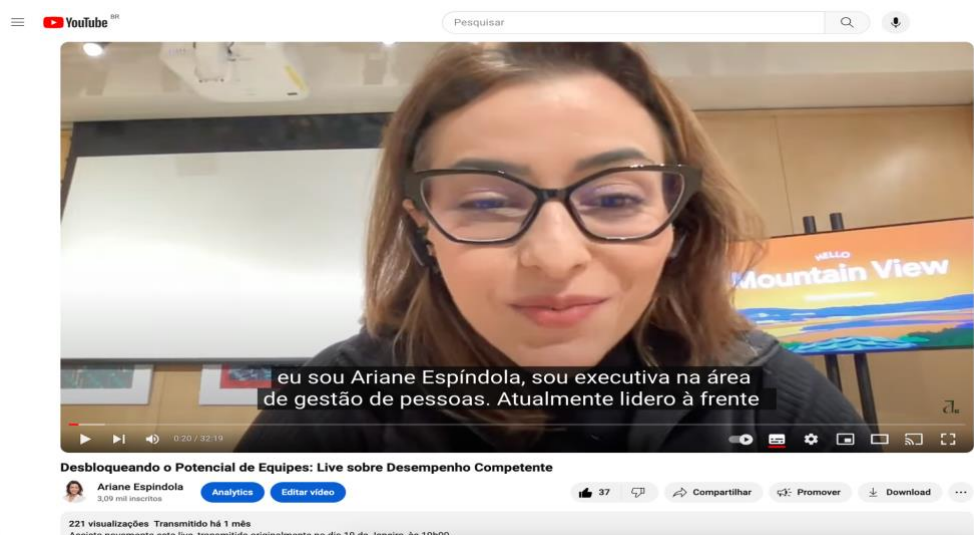 YouTube BR
Pesquisar
HELLO
Mountain View
eu sou Ariane Espíndola, sou executiva na área
de gestão de pessoas. Atualmente lidero à frente
0:20 / 32:19
Desbloqueando o Potencial de Equipes: Live sobre Desempenho Competente
Ariane Espindola
3,09 mil inscritos
Analytics
Editar vídeo
37
Compartilhar
Promover
Download
221 visualizações Transmitido há 1 mês